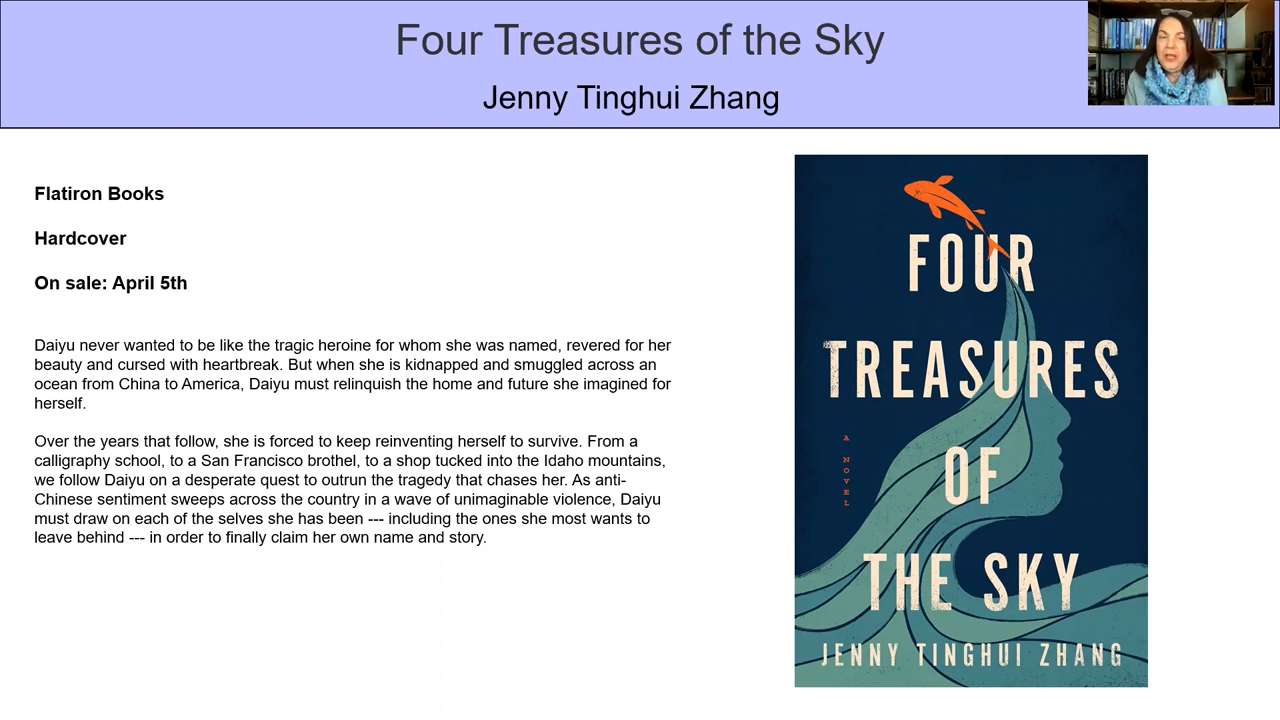 Four Treasures of the Sky
Jenny Tinghui Zhang
Flatiron Books
Hardcover
On sale: April 5th
Daiyu never wanted to be like the tragic heroine for whom she was named, revered for her
beauty and cursed with heartbreak. But when she is kidnapped and smuggled across an
ocean from China to America, Daiyu must relinquish the home and future she imagined for
herself.
Over the years that follow, she is forced to keep reinventing herself to survive. From a
calligraphy school, to a San Francisco brothel, to a shop tucked into the Idaho mountains,
we follow Daiyu on a desperate quest to outrun the tragedy that chases her. As anti-
Chinese sentiment sweeps across the country in a wave of unimaginable violence, Daiyu
must draw on each of the selves she has been --- including the ones she most wants to
leave behind --- in order to finally claim her own name and story.
FOUR
TREASURES
A NOVEL
OF
THE SKY
JENNY TINGHUI ZHANG